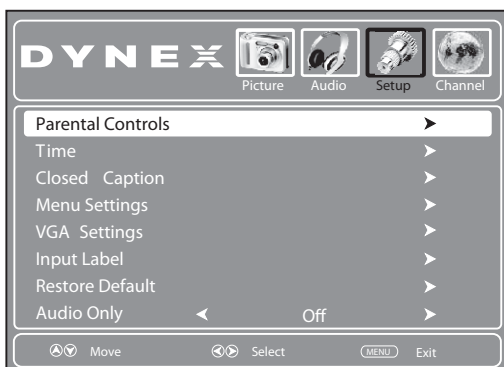 DYNEX
Picture Audio Setup Channel
Parental Controls
Time
Closed Caption
Menu Settings
VGA Settings
Input Label
Restore Default
Audio Only Off
Move Select MENU Exit